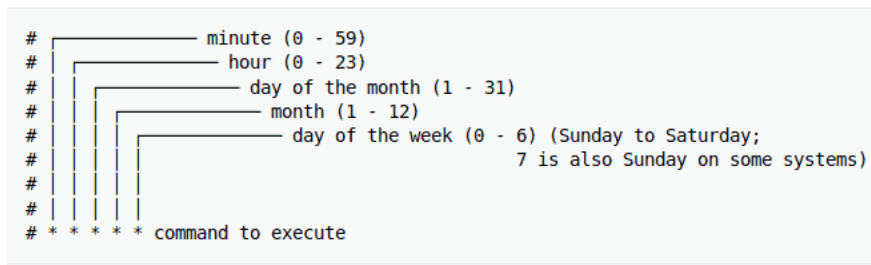 # ┌───────────── minute (0 - 59)
# │ ┌───────────── hour (0 - 23)
# │ │ ┌───────────── day of the month (1 - 31)
# │ │ │ ┌───────────── month (1 - 12)
# │ │ │ │ ┌───────────── day of the week (0 - 6) (Sunday to Saturday;
# │ │ │ │ │                                   7 is also Sunday on some systems)
# │ │ │ │ │
# │ │ │ │ │
# * * * * * command to execute